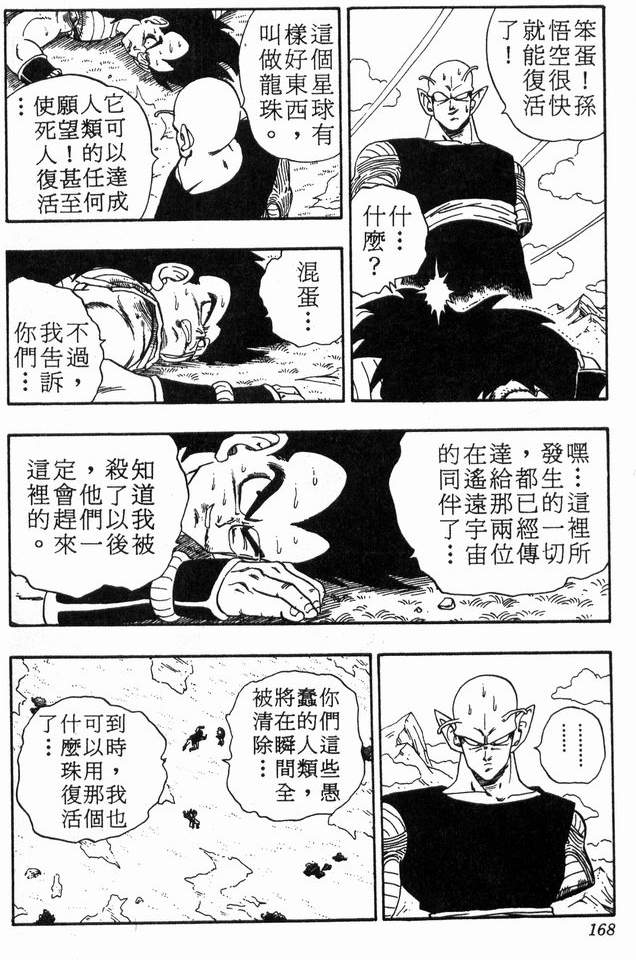 笨蛋！孫
悟空很快
就能復活
了！
什…
什麼？
這個星球有
樣好東西，
叫做龍珠。
它可以達成
人類的任何
願望！甚至
使死人復活
…
混蛋…
不過，
我告訴
你們…
嘿…這裡所
發生的一切
，都已經傳
達給那兩位
在遙遠宇宙
的同伴了…
知道我被
殺了以後
，他們一
定會趕來
這裡的。
……
你們這些愚
蠢的人類，
將在瞬間全
被清除…
到時，我也
可以用那個
什麼珠復活
了…
168